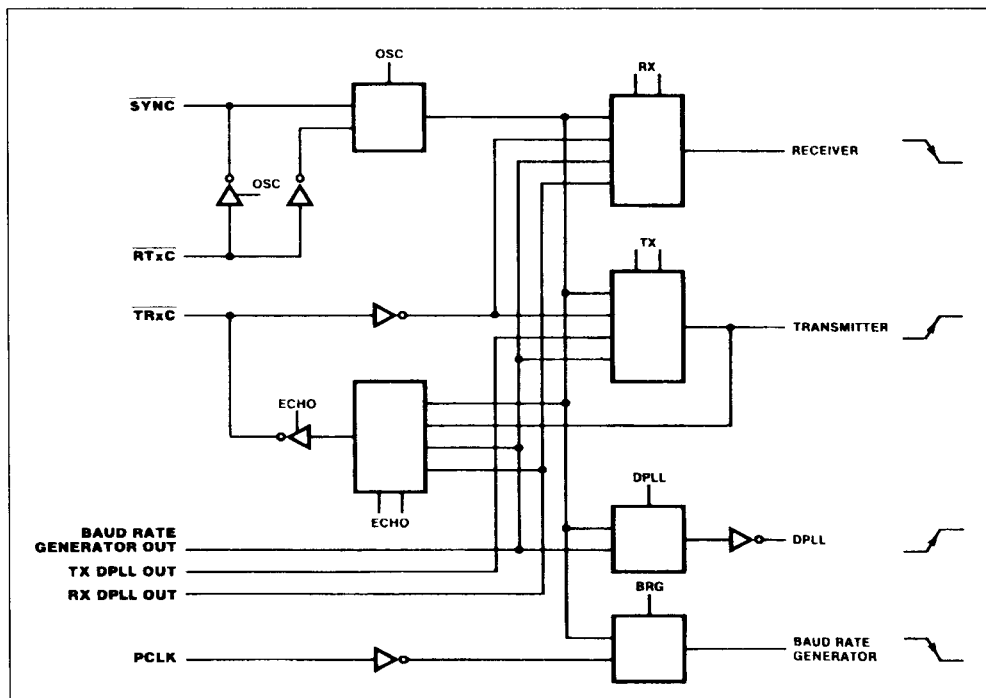 OSC
RX
SYNC
RECEIVER
OSC
RTxC
TX
TRxC
TRANSMITTER
ECHO
DPLL
ECHO
BAUD RATE
GENERATOR OUT
DPLL
TX DPLL OUT
BRG
RX DPLL OUT
BAUD RATE
GENERATOR
PCLK